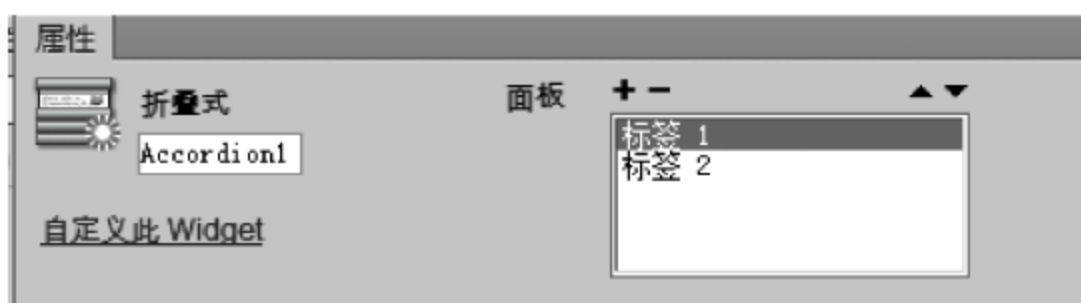 属性
折叠式
面板
Accordion1
标签 1
标签 2
自定义此 Widget